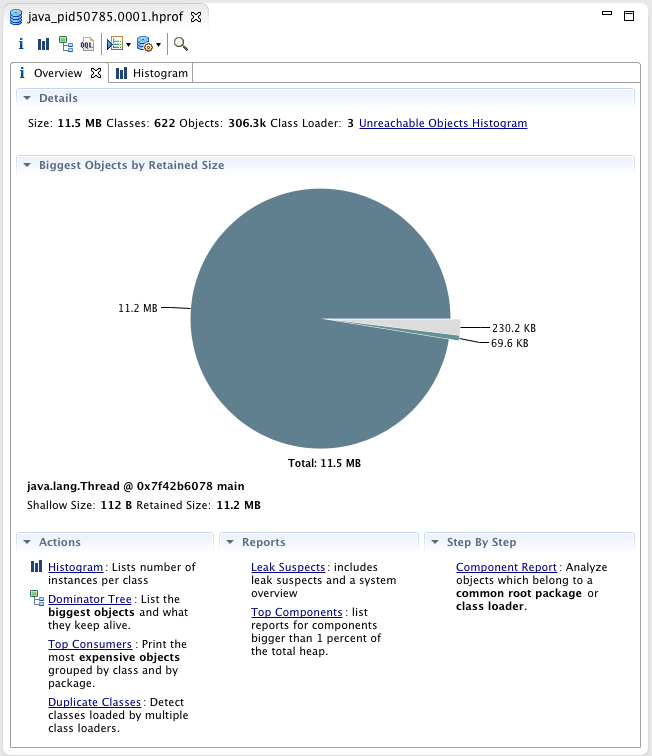 java_pid50785.0001.hprof
i OQL
i Overview Histogram
Details
Size: 11.5 MB Classes: 622 Objects: 306.3k Class Loader: 3 Unreachable Objects Histogram
Biggest Objects by Retained Size
11.2 MB
230.2 KB
69.6 KB
Total: 11.5 MB
java.lang.Thread @ 0x7f42b6078 main
Shallow Size: 112 B Retained Size: 11.2 MB
Actions
Histogram: Lists number of
instances per class
Dominator Tree: List the
biggest objects and what
they keep alive.
Top Consumers: Print the
most expensive objects
grouped by class and by
package.
Duplicate Classes: Detect
classes loaded by multiple
class loaders.
Reports
Leak Suspects: includes
leak suspects and a system
overview
Top Components: list
reports for components
bigger than 1 percent of
the total heap.
Step By Step
Component Report: Analyze
objects which belong to a
common root package or
class loader.